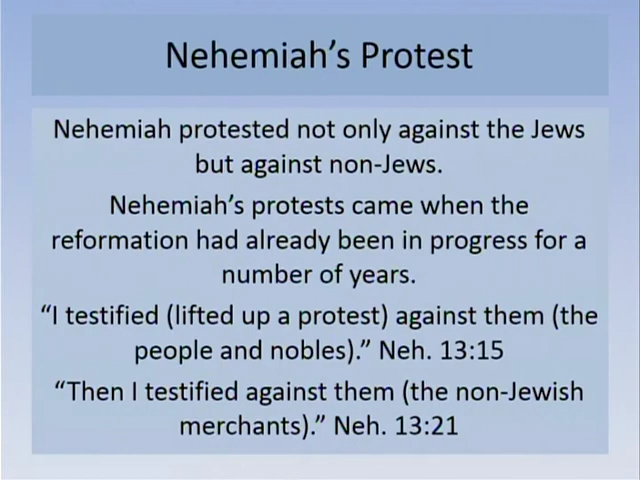 Nehemiah’s Protest
Nehemiah protested not only against the Jews
but against non-Jews.
Nehemiah’s protests came when the
reformation had already been in progress for a
number of years.
“I testified (lifted up a protest) against them (the
people and nobles).” Neh. 13:15
“Then I testified against them (the non-Jewish
merchants).” Neh. 13:21